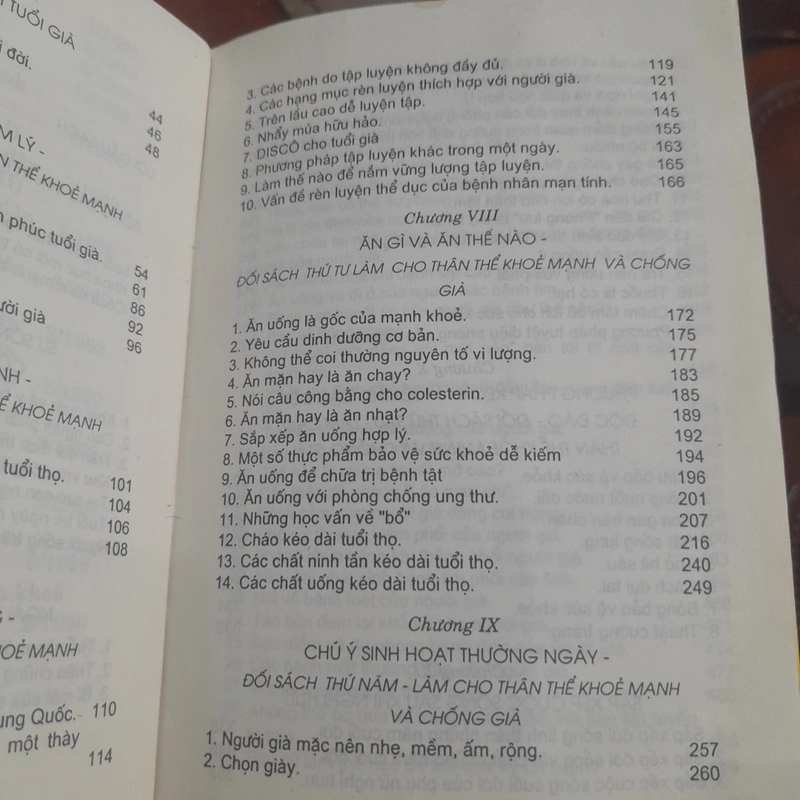 TUỔI GIÀ
đời.
44
46
48
M LÝ -
N THỂ KHOẺ MẠNH
phúc tuổi già.
54
61
86
ười già
92
96
NH -
Ể KHOẺ MẠNH
tuổi thọ.
101
104
106
108
G -
HOẺ MẠNH
ung Quốc. 110
một thày
114
3. Các bệnh do tập luyện không đầy đủ. 119
4. Các hạng mục rèn luyện thích hợp với người già. 121
5. Trên lầu cao dễ luyện tập. 141
6. Nhẩy múa hữu hảo. 145
7. DISCÔ cho tuổi già 155
8. Phương pháp tập luyện khác trong một ngày. 163
9. Làm thế nào để nắm vững lượng tập luyện. 165
10. Vấn đề rèn luyện thể dục của bệnh nhân mạn tính. 166
Chương VIII
ĂN GÌ VÀ ĂN THẾ NÀO -
ĐỐI SÁCH THỨ TƯ LÀM CHO THÂN THỂ KHOẺ MẠNH VÀ CHỐNG
GIÀ
1. Ăn uống là gốc của mạnh khoẻ. 172
2. Yêu cầu dinh dưỡng cơ bản. 175
3. Không thể coi thường nguyên tố vi lượng. 177
4. Ăn mặn hay là ăn chay? 183
5. Nói câu công bằng cho colesterin. 185
6. Ăn mặn hay là ăn nhạt? 189
7. Sắp xếp ăn uống hợp lý. 192
8. Một số thực phẩm bảo vệ sức khoẻ dễ kiếm 194
9. Ăn uống để chữa trị bệnh tật 196
10. Ăn uống với phòng chống ung thư. 201
11. Những học vấn về "bổ" 207
12. Cháo kéo dài tuổi thọ. 216
13. Các chất ninh tần kéo dài tuổi thọ. 240
14. Các chất uống kéo dài tuổi thọ. 249
Chương IX
CHÚ Ý SINH HOẠT THƯỜNG NGÀY -
ĐỐI SÁCH THỨ NĂM - LÀM CHO THÂN THỂ KHOẺ MẠNH
VÀ CHỐNG GIÀ
1. Người già mặc nên nhẹ, mềm, ấm, rộng. 257
2. Chọn giày. 260